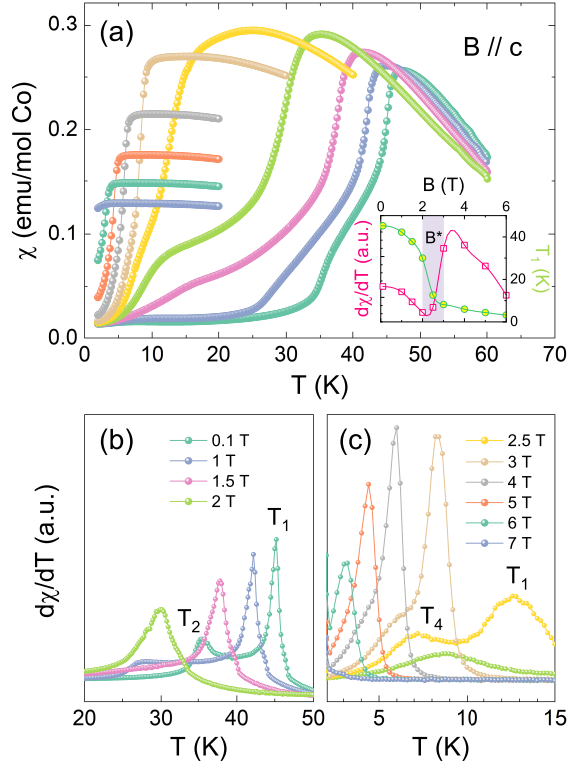 (a)
B // c
χ (emu/mol Co)
0.3
0.2
0.1
0.0
0 10 20 30 40 50 60 70
T (K)
B (T)
0 2 4 6
B*
dχ/dT (a.u.)
T1 (K)
40
20
0
(b)
0.1 T
1 T
1.5 T
2 T
T1
T2
dχ/dT (a.u.)
20 30 40 50
T (K)
(c)
2.5 T
3 T
4 T
5 T
6 T
7 T
T1
T4
5 10 15
T (K)